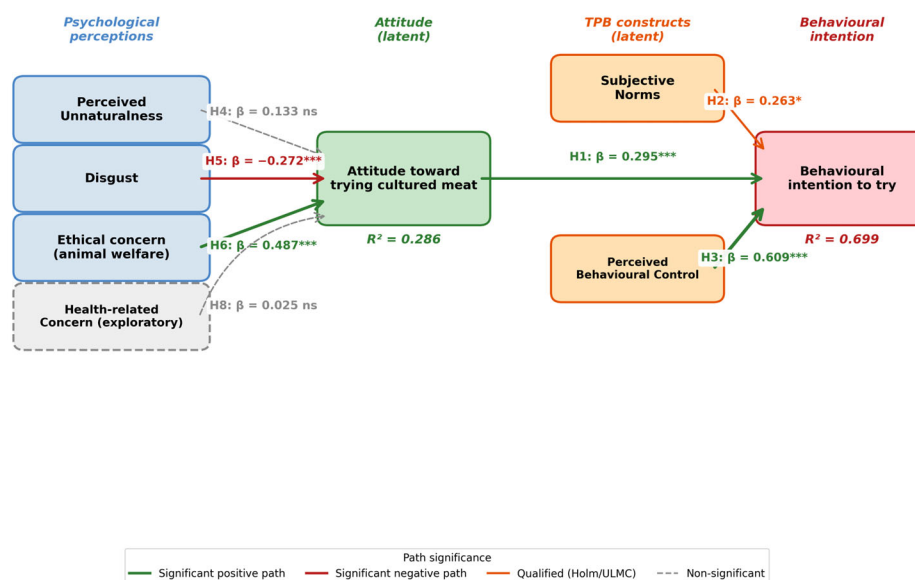 Psychological
perceptions
Attitude
(latent)
TPB constructs
(latent)
Behavioural
intention
Perceived
Unnaturalness
Disgust
Ethical concern
(animal welfare)
Health-related
Concern (exploratory)
H4: β = 0.133 ns
H5: β = −0.272***
H6: β = 0.487***
H8: β = 0.025 ns
Attitude toward
trying cultured meat
R² = 0.286
H1: β = 0.295***
Subjective
Norms
H2: β = 0.263*
Perceived
Behavioural Control
H3: β = 0.609***
Behavioural
intention to try
R² = 0.699
Path significance
Significant positive path
Significant negative path
Qualified (Holm/ULMC)
Non-significant